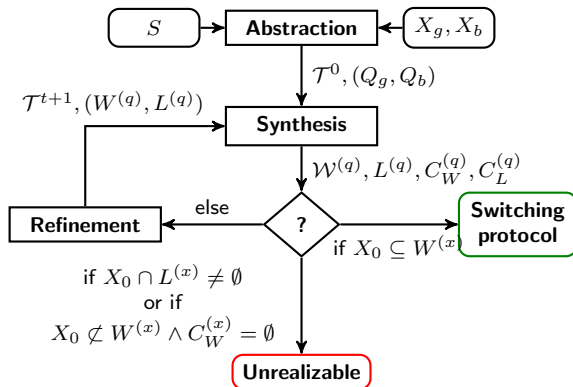 S
Abstraction
X_g, X_b
𝒯^0, (Q_g, Q_b)
𝒯^{t+1}, (W^{(q)}, L^{(q)})
Synthesis
𝒲^{(q)}, L^{(q)}, C_W^{(q)}, C_L^{(q)}
Refinement
else
?
Switching
protocol
if X_0 ⊆ W^{(x)}
if X_0 ∩ L^{(x)} ≠ ∅
or if
X_0 ⊄ W^{(x)} ∧ C_W^{(x)} = ∅
Unrealizable